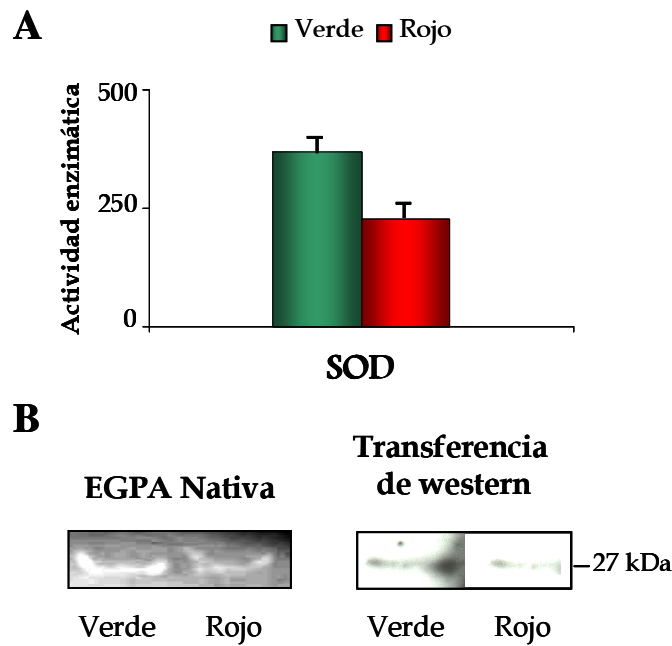 A
Verde Rojo
Actividad enzimática
500
250
0
SOD
B
EGPA Nativa
Transferencia
de western
27 kDa
Verde Rojo
Verde Rojo